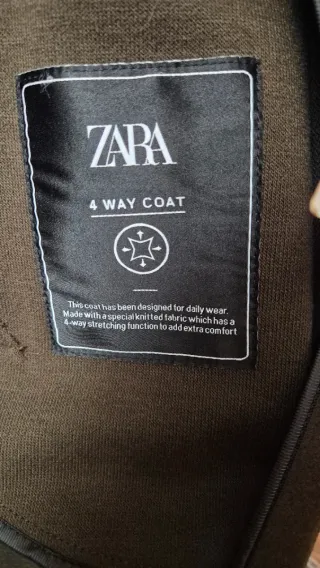 ZARA
4 WAY COAT
This coat has been designed for daily wear.
Made with a special knitted fabric which has a
4-way stretching function to add extra comfort